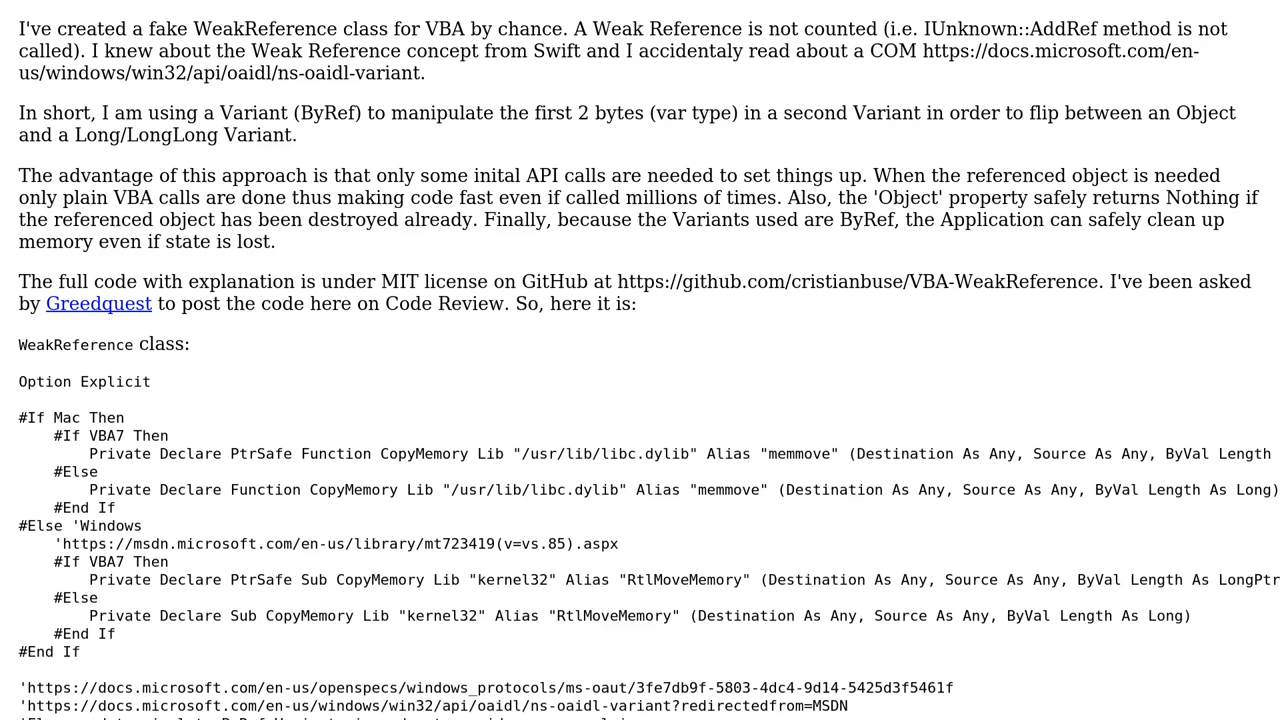 I've created a fake WeakReference class for VBA by chance. A Weak Reference is not counted (i.e. IUnknown::AddRef method is not
called). I knew about the Weak Reference concept from Swift and I accidentaly read about a COM https://docs.microsoft.com/en-
us/windows/win32/api/oaidl/ns-oaidl-variant.
In short, I am using a Variant (ByRef) to manipulate the first 2 bytes (var type) in a second Variant in order to flip between an Object
and a Long/LongLong Variant.
The advantage of this approach is that only some inital API calls are needed to set things up. When the referenced object is needed
only plain VBA calls are done thus making code fast even if called millions of times. Also, the 'Object' property safely returns Nothing if
the referenced object has been destroyed already. Finally, because the Variants used are ByRef, the Application can safely clean up
memory even if state is lost.
The full code with explanation is under MIT license on GitHub at https://github.com/cristianbuse/VBA-WeakReference. I've been asked
by Greedquest to post the code here on Code Review. So, here it is:
WeakReference class:
Option Explicit
#If Mac Then
    #If VBA7 Then
        Private Declare PtrSafe Function CopyMemory Lib "/usr/lib/libc.dylib" Alias "memmove" (Destination As Any, Source As Any, ByVal Length
    #Else
        Private Declare Function CopyMemory Lib "/usr/lib/libc.dylib" Alias "memmove" (Destination As Any, Source As Any, ByVal Length As Long)
    #End If
#Else 'Windows
    'https://msdn.microsoft.com/en-us/library/mt723419(v=vs.85).aspx
    #If VBA7 Then
        Private Declare PtrSafe Sub CopyMemory Lib "kernel32" Alias "RtlMoveMemory" (Destination As Any, Source As Any, ByVal Length As LongPtr
    #Else
        Private Declare Sub CopyMemory Lib "kernel32" Alias "RtlMoveMemory" (Destination As Any, Source As Any, ByVal Length As Long)
    #End If
#End If
'https://docs.microsoft.com/en-us/openspecs/windows_protocols/ms-oaut/3fe7db9f-5803-4dc4-9d14-5425d3f5461f
'https://docs.microsoft.com/en-us/windows/win32/api/oaidl/ns-oaidl-variant?redirectedfrom=MSDN